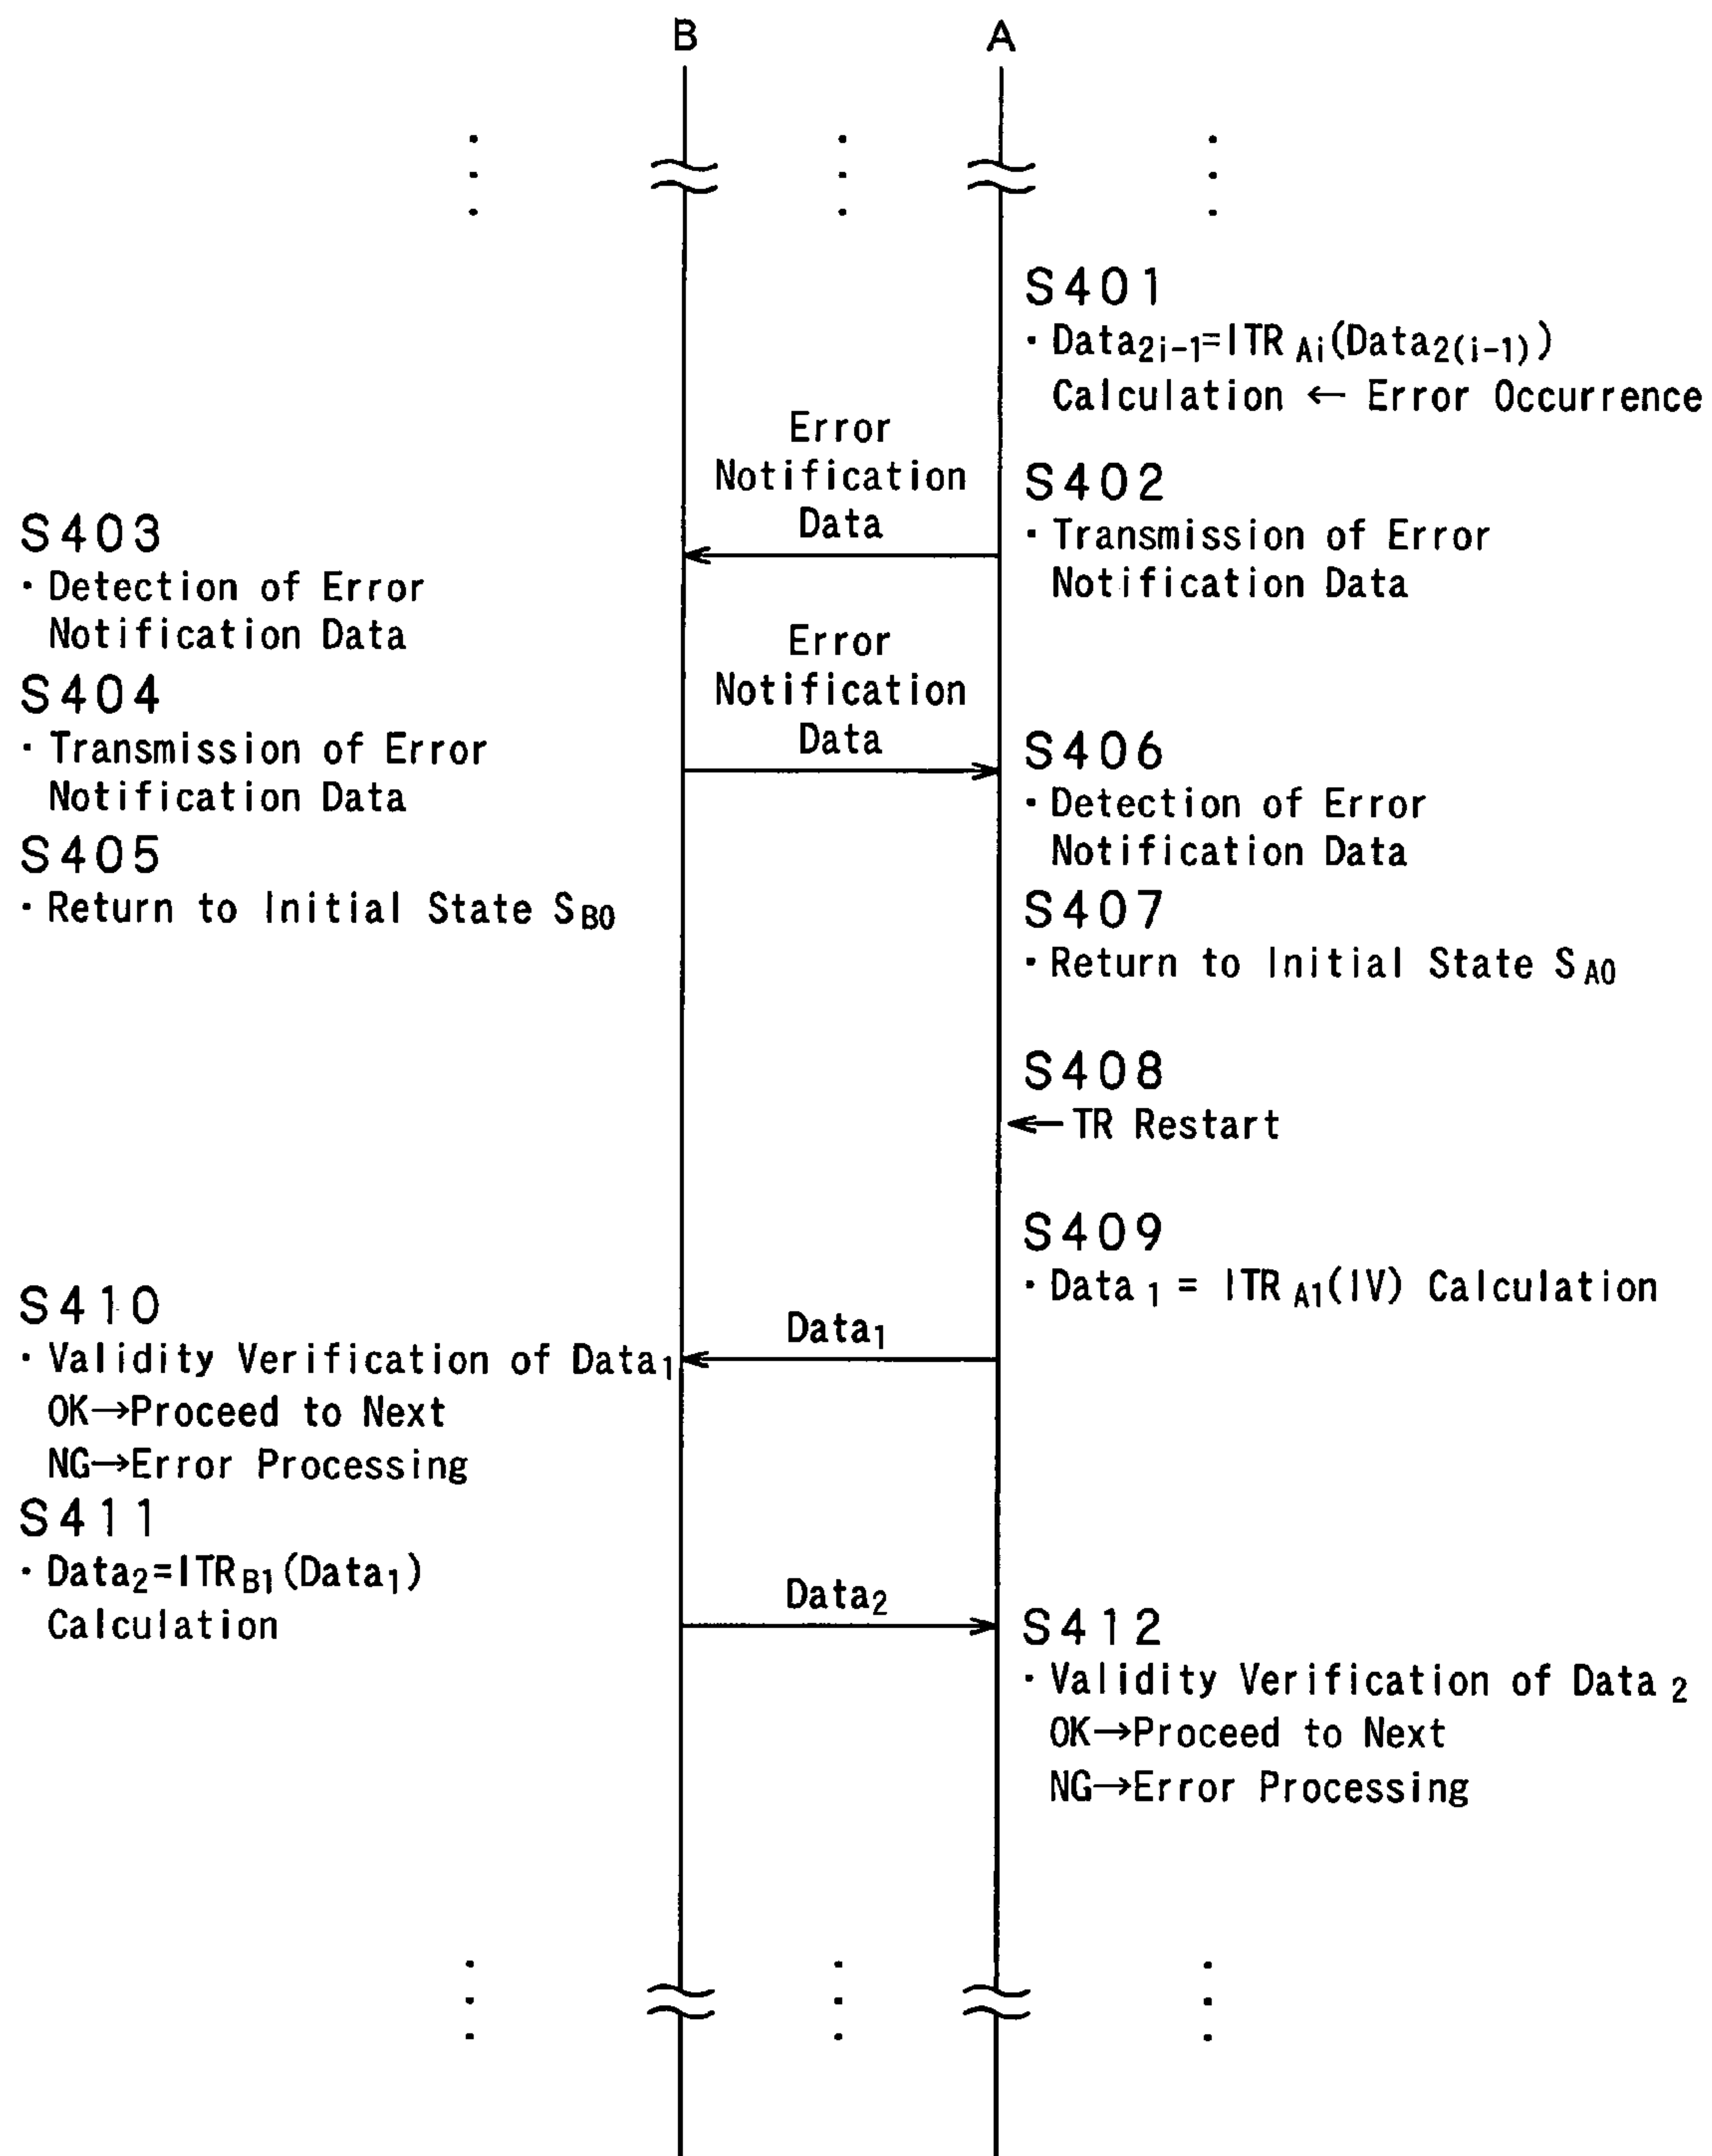 B
A
S401
・Data2i-1=ITR Ai(Data2(i-1))
Calculation ← Error Occurrence
Error
Notification
Data
S402
・Transmission of Error
Notification Data
S403
・Detection of Error
Notification Data
Error
Notification
Data
S404
・Transmission of Error
Notification Data
S406
・Detection of Error
Notification Data
S405
・Return to Initial State SB0
S407
・Return to Initial State SA0
S408
←TR Restart
S409
・Data1 = ITR A1(IV) Calculation
Data1
S410
・Validity Verification of Data1
OK→Proceed to Next
NG→Error Processing
S411
・Data2=ITRB1(Data1)
Calculation
Data2
S412
・Validity Verification of Data2
OK→Proceed to Next
NG→Error Processing